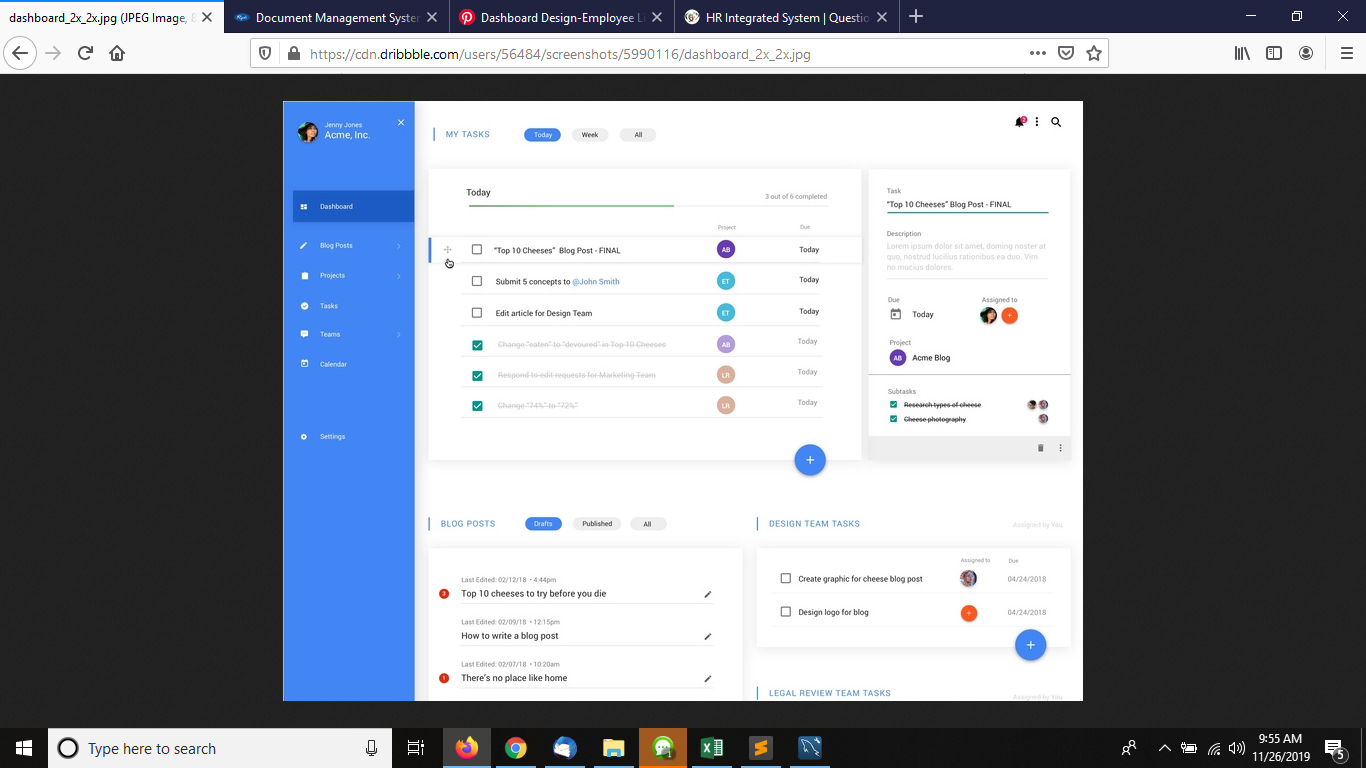 dashboard_2x_2x.jpg (JPEG Image, 8
Document Management System
Dashboard Design-Employee Li
HR Integrated System | Questio
https://cdn.dribbble.com/users/56484/screenshots/5990116/dashboard_2x_2x.jpg
Jenny Jones
Acme, Inc.
Dashboard
Blog Posts
Projects
Tasks
Teams
Calendar
Settings
MY TASKS
Today
Week
All
2
Today
3 out of 6 completed
Project
Due
"Top 10 Cheeses" Blog Post - FINAL
AB
Today
Submit 5 concepts to @John Smith
ET
Today
Edit article for Design Team
ET
Today
Change "eaten" to "devoured" in Top 10 Cheeses
AB
Today
Respond to edit requests for Marketing Team
LR
Today
Change "74%" to "72%"
LR
Today
Task
"Top 10 Cheeses" Blog Post - FINAL
Description
Lorem ipsum dolor sit amet, doming noster at
quo, nostrud lucilius rationibus ea duo. Vim
no mucius dolores.
Due
Assigned to
Today
Project
AB
Acme Blog
Subtasks
Research types of cheese
Cheese photography
BLOG POSTS
Drafts
Published
All
Last Edited: 02/12/18 • 4:44pm
3
Top 10 cheeses to try before you die
Last Edited: 02/09/18 • 12:15pm
How to write a blog post
Last Edited: 02/07/18 • 10:20am
1
There's no place like home
DESIGN TEAM TASKS
Assigned by You
Assigned to
Due
Create graphic for cheese blog post
04/24/2018
Design logo for blog
04/24/2018
LEGAL REVIEW TEAM TASKS
Assigned by You
Type here to search
9:55 AM
11/26/2019
5